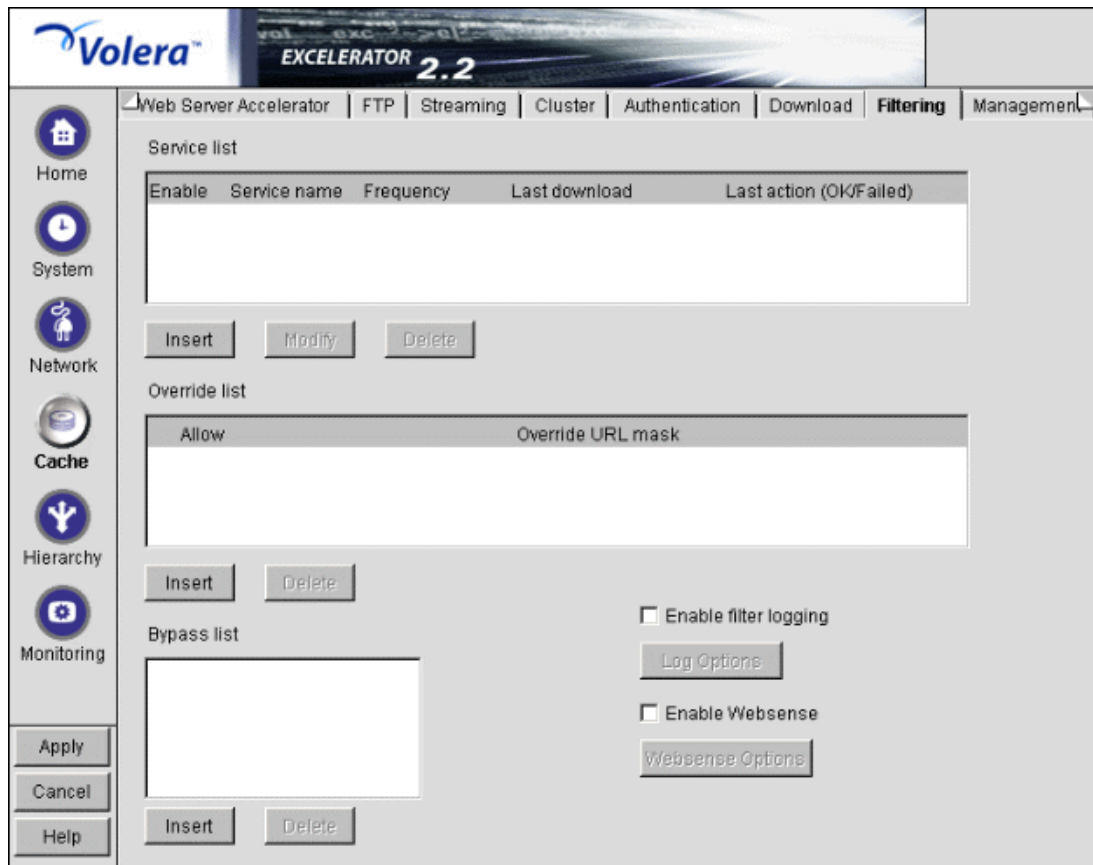 Volera™
EXCELERATOR 2.2
Web Server Accelerator FTP Streaming Cluster Authentication Download Filtering Management
Home
System
Network
Cache
Hierarchy
Monitoring
Apply
Cancel
Help
Service list
Enable Service name Frequency Last download Last action (OK/Failed)
Insert Modify Delete
Override list
Allow Override URL mask
Insert Delete
Bypass list
Insert Delete
Enable filter logging
Log Options
Enable Websense
Websense Options